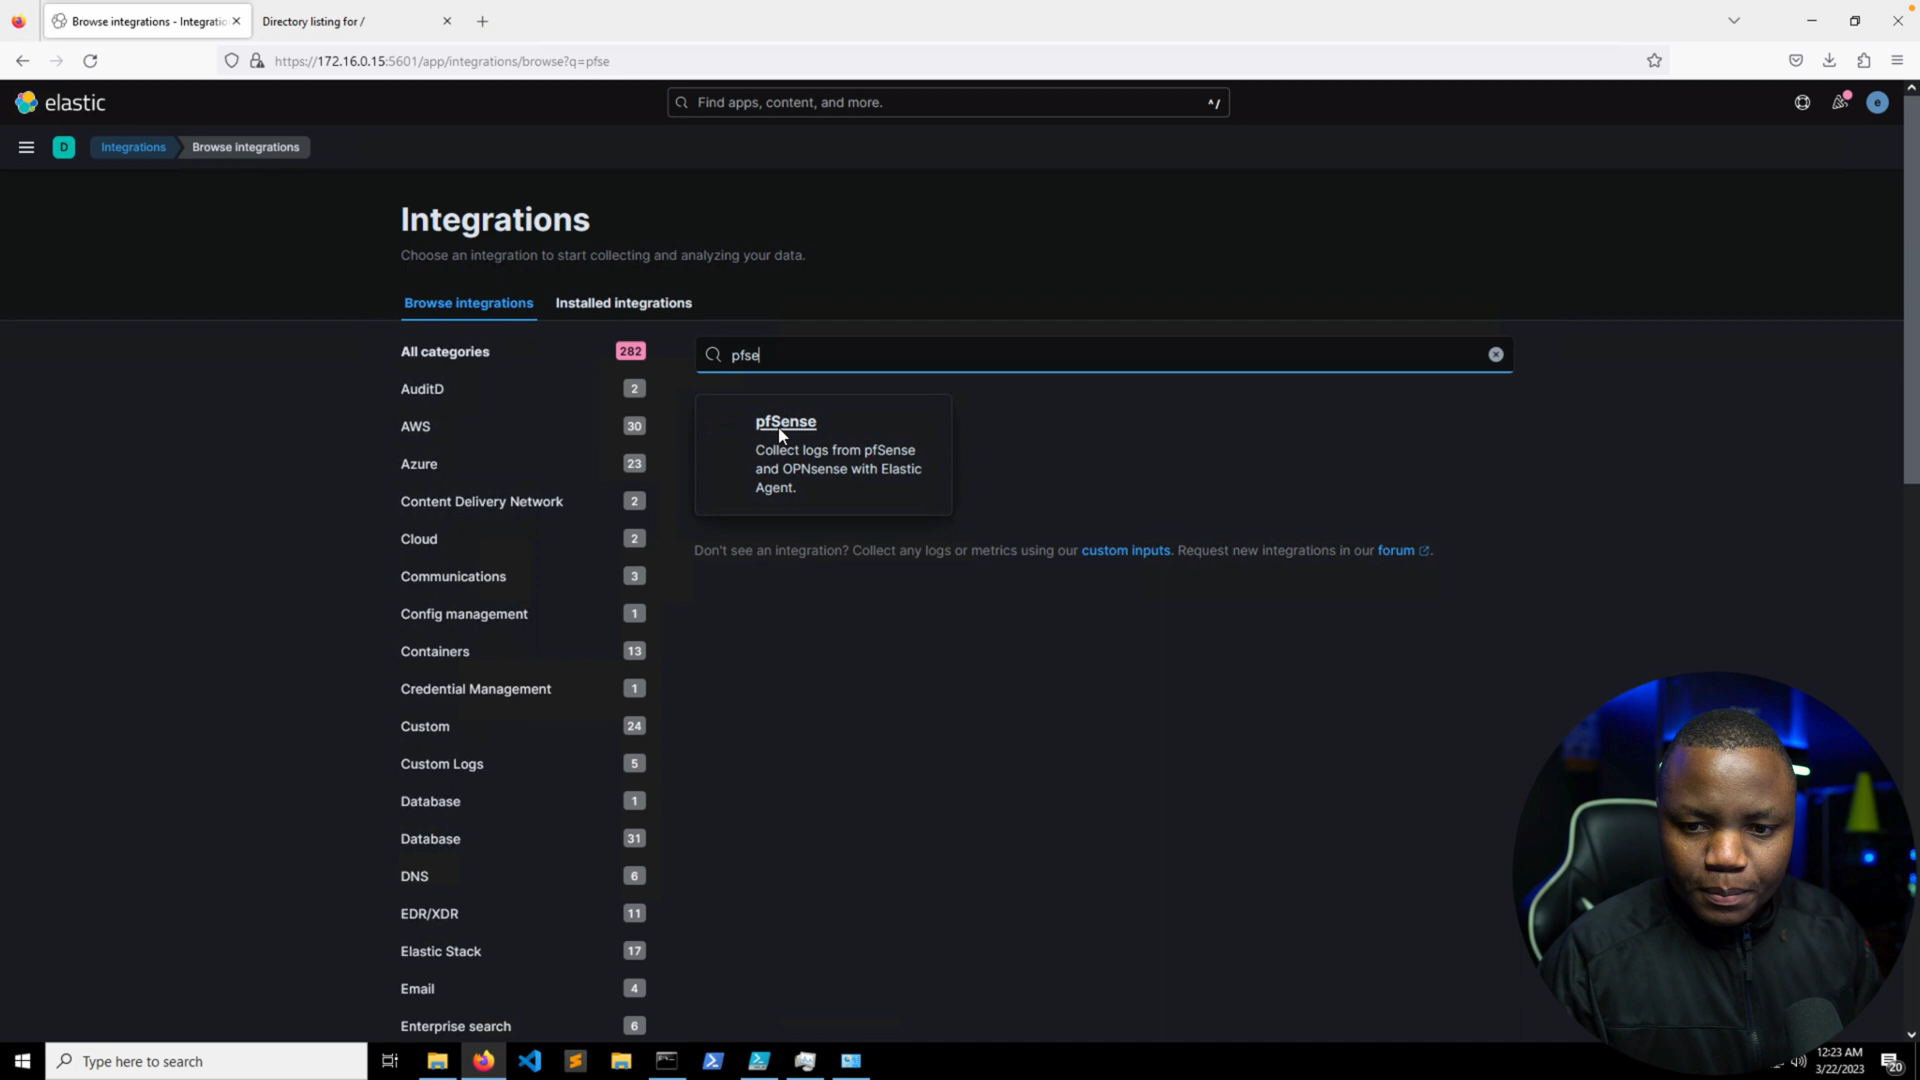 Browse integrations - Integratio
Directory listing for /
https://172.16.0.15:5601/app/integrations/browse?q=pfse
elastic
Find apps, content, and more.
^/
e
D
Integrations
Browse integrations
Integrations
Choose an integration to start collecting and analyzing your data.
Browse integrations
Installed integrations
All categories 282
AuditD 2
AWS 30
Azure 23
Content Delivery Network 2
Cloud 2
Communications 3
Config management 1
Containers 13
Credential Management 1
Custom 24
Custom Logs 5
Database 1
Database 31
DNS 6
EDR/XDR 11
Elastic Stack 17
Email 4
Enterprise search 6
pfse
pfSense
Collect logs from pfSense
and OPNsense with Elastic
Agent.
Don't see an integration? Collect any logs or metrics using our custom inputs. Request new integrations in our forum.
Type here to search
12:23 AM
3/22/2023
20